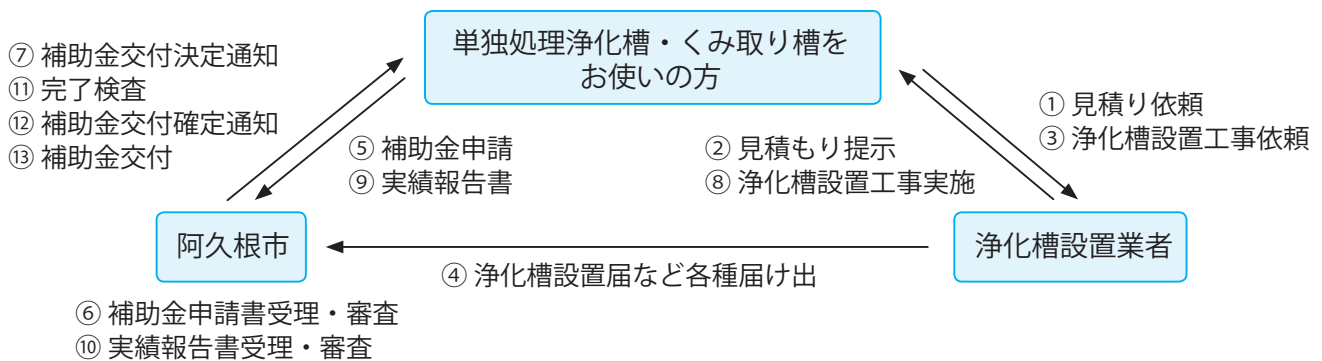 単独処理浄化槽・くみ取り槽を
お使いの方
⑦ 補助金交付決定通知
⑪ 完了検査
⑫ 補助金交付確定通知
⑬ 補助金交付
⑤ 補助金申請
⑨ 実績報告書
② 見積もり提示
⑧ 浄化槽設置工事実施
① 見積り依頼
③ 浄化槽設置工事依頼
阿久根市
浄化槽設置業者
④ 浄化槽設置届など各種届け出
⑥ 補助金申請書受理・審査
⑩ 実績報告書受理・審査